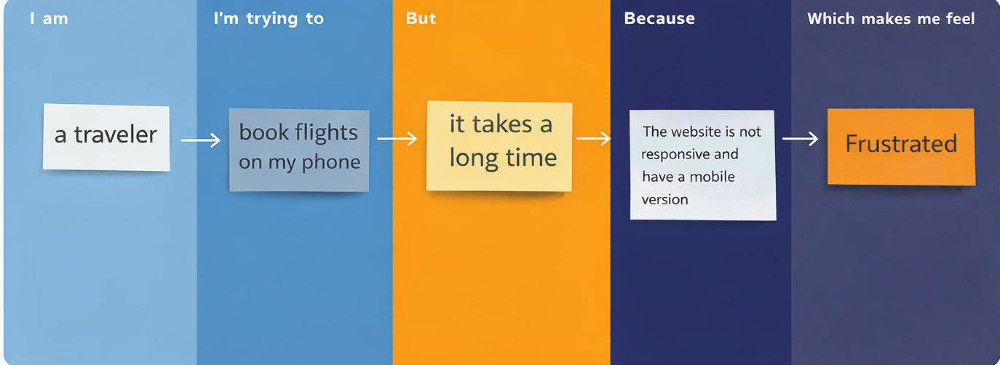 I am
a traveler
I'm trying to
book flights
on my phone
But
it takes a
long time
Because
The website is not
responsive and
have a mobile
version
Which makes me feel
Frustrated